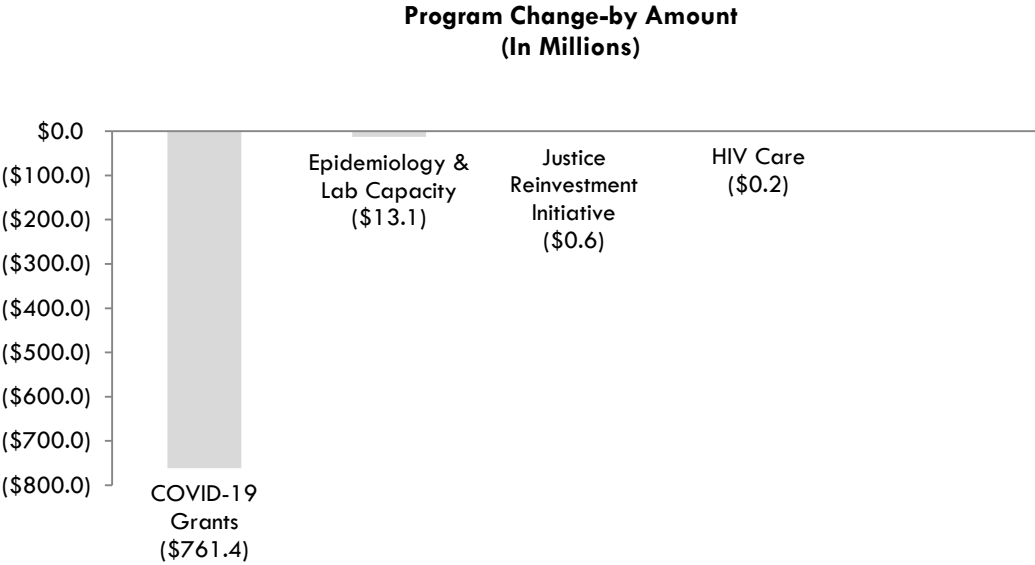 Program Change-by Amount
(In Millions)
$0.0
($100.0)
($200.0)
($300.0)
($400.0)
($500.0)
($600.0)
($700.0)
($800.0)
COVID-19
Grants
($761.4)
Epidemiology &
Lab Capacity
($13.1)
Justice
Reinvestment
Initiative
($0.6)
HIV Care
($0.2)